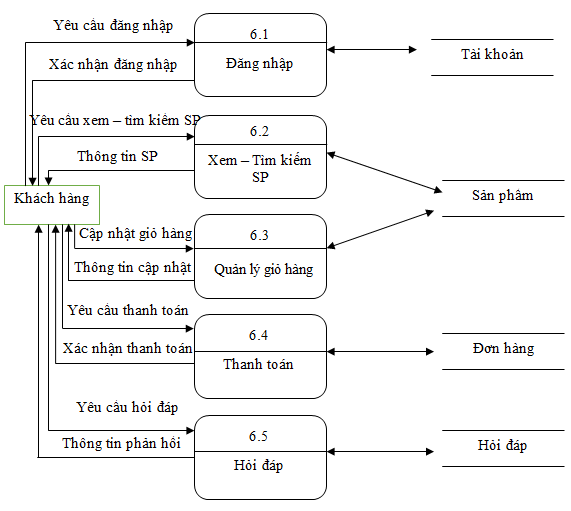 Yêu cầu đăng nhập
6.1
Xác nhận đăng nhập
Đăng nhập
Tài khoản
Yêu cầu xem – tìm kiếm SP
6.2
Thông tin SP
Xem – Tìm kiếm
SP
Khách hàng
Sản phẩm
Cập nhật giỏ hàng
6.3
Thông tin cập nhật
Quản lý giỏ hàng
Yêu cầu thanh toán
6.4
Xác nhận thanh toán
Thanh toán
Đơn hàng
Yêu cầu hỏi đáp
6.5
Thông tin phản hồi
Hỏi đáp
Hỏi đáp